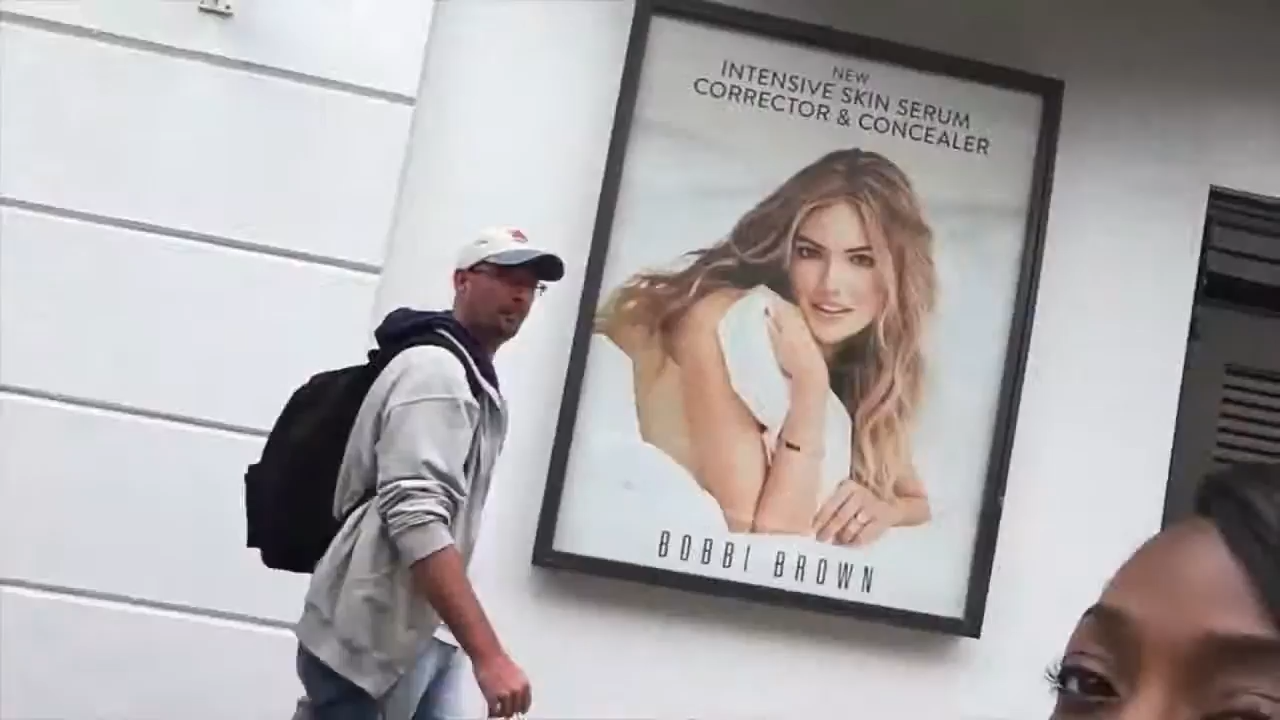 NEW
INTENSIVE SKIN SERUM
CORRECTOR & CONCEALER
BOBBI BROWN